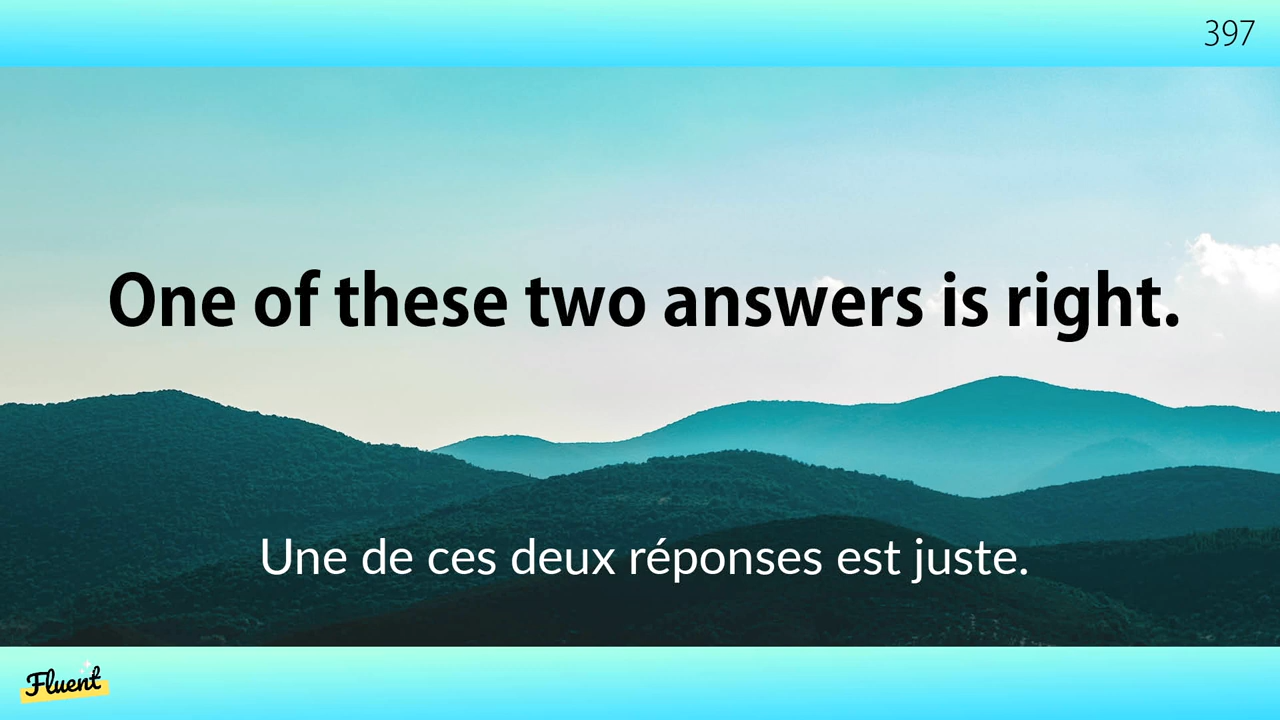 397
One of these two answers is right.
Une de ces deux réponses est juste.
Fluent